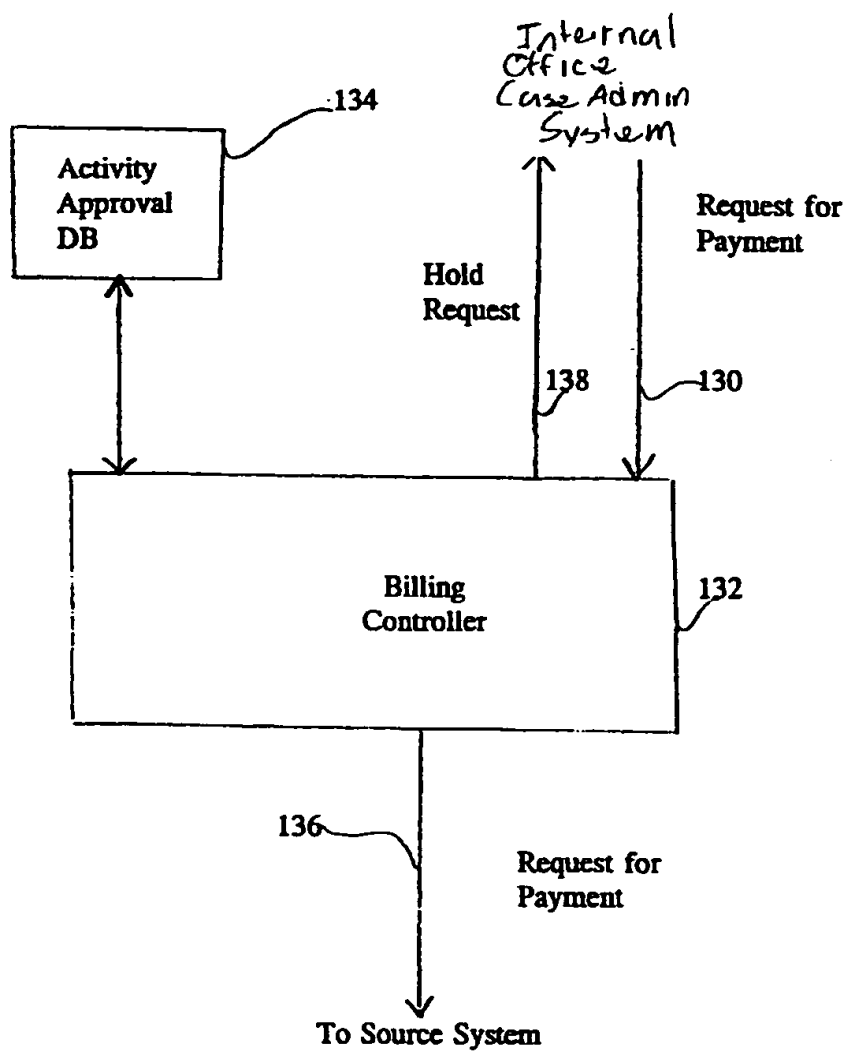 Internal
Office
Case Admin
System
134
Activity
Approval
DB
Request for
Payment
Hold
Request
138
130
Billing
Controller
132
136
Request for
Payment
To Source System